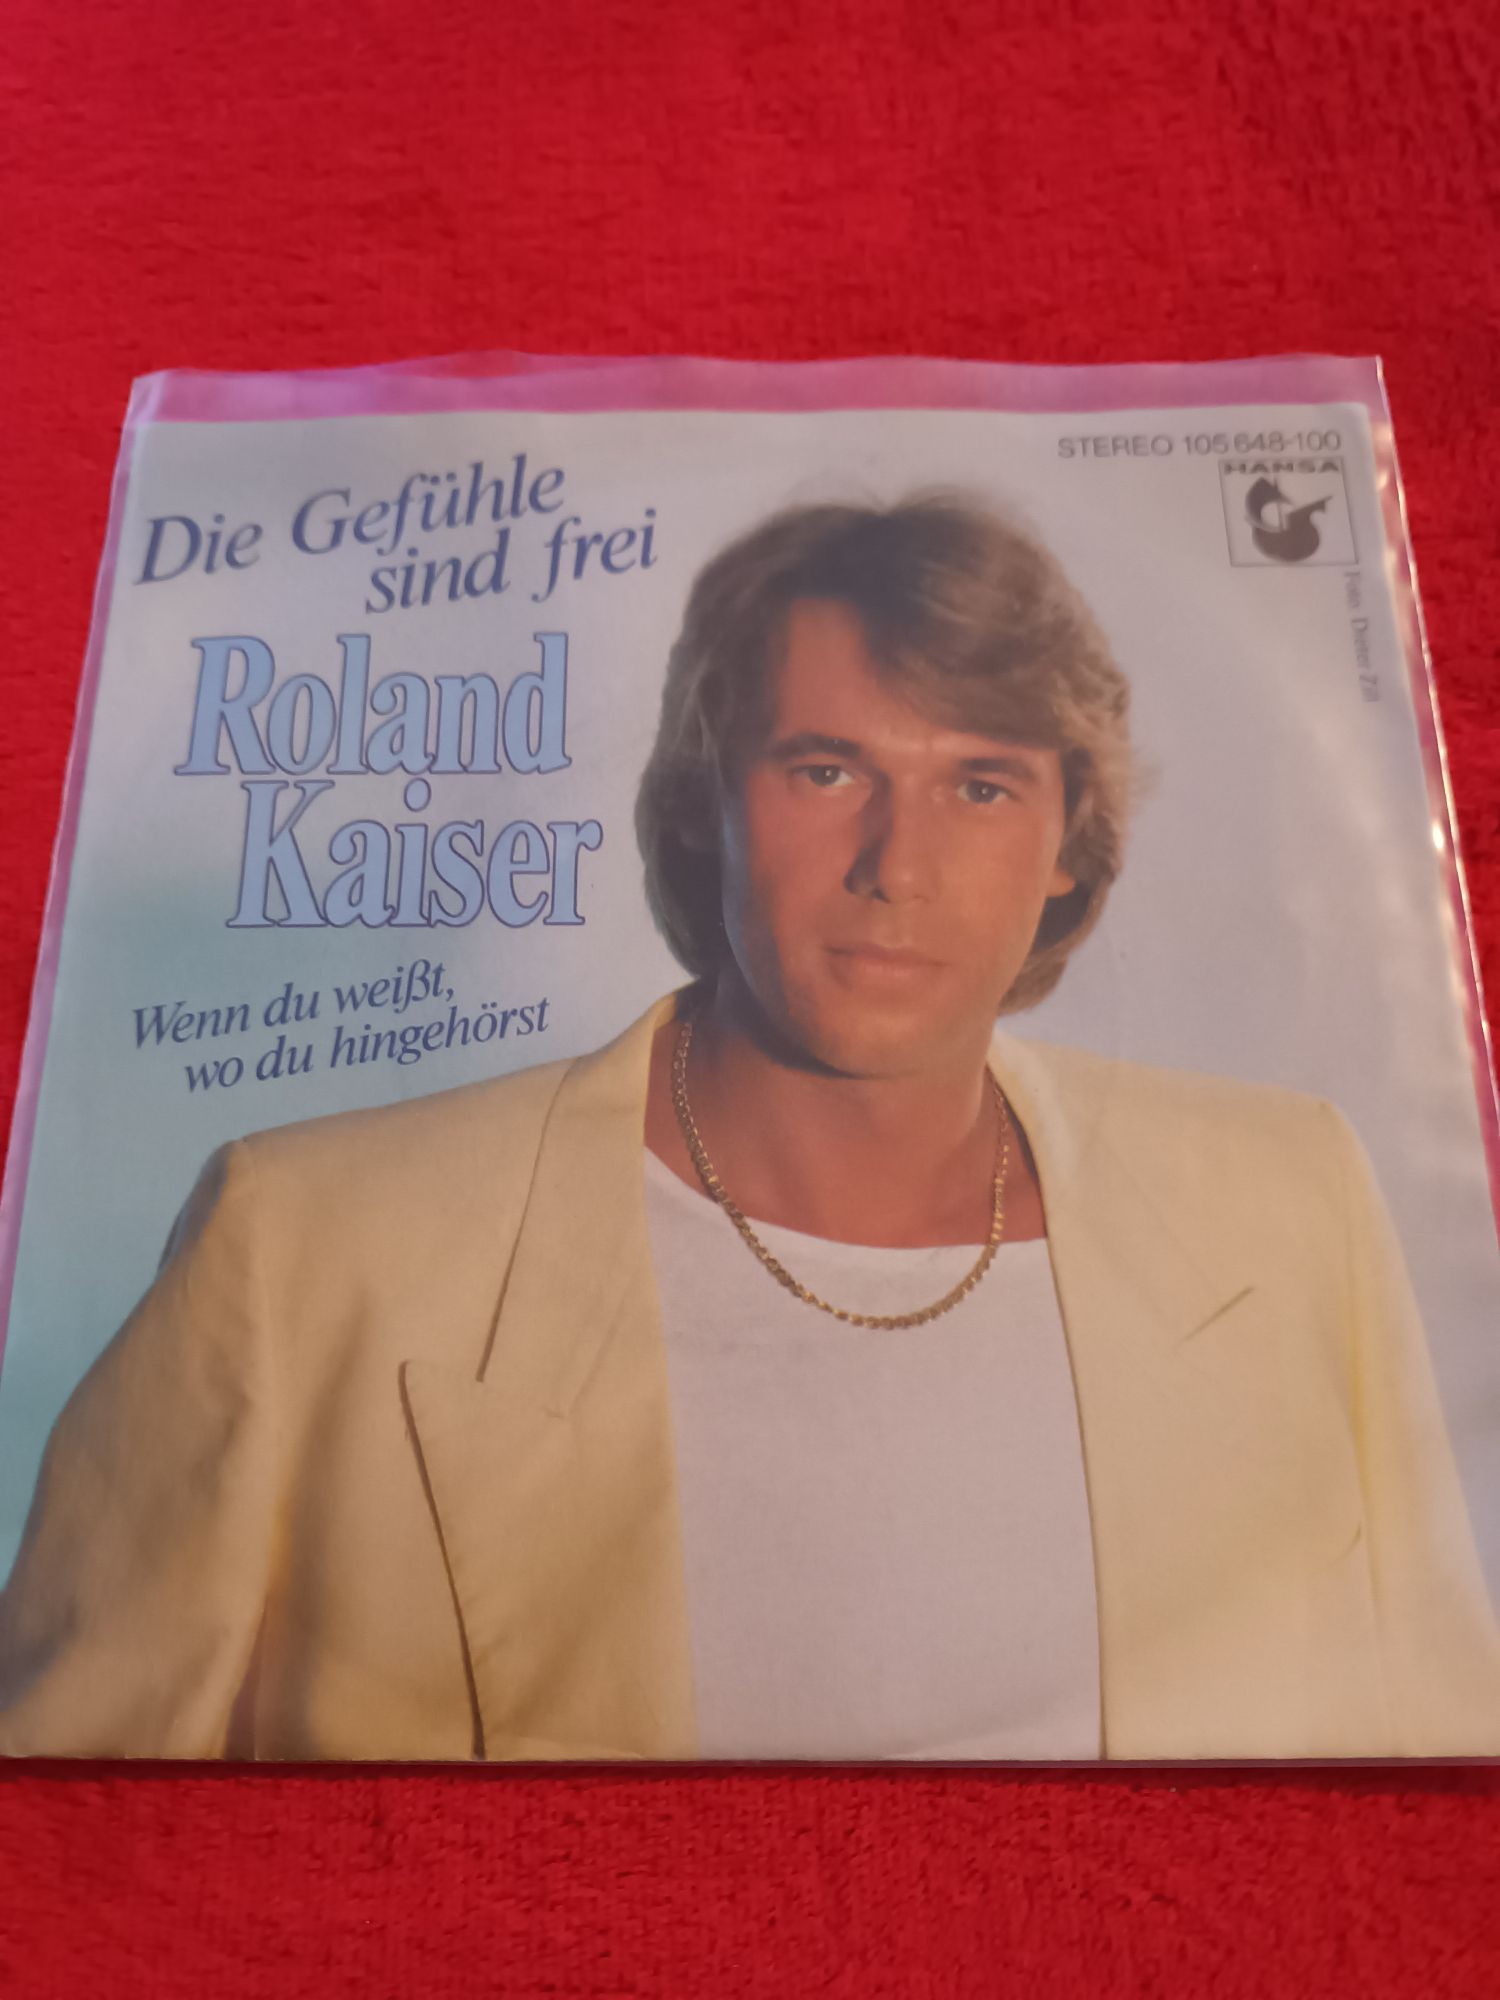 STEREO 105 648-100
HANSA
Foto: Dieter Zill
Die Gefühle
sind frei
Roland
Kaiser
Wenn du weißt,
wo du hingehörst